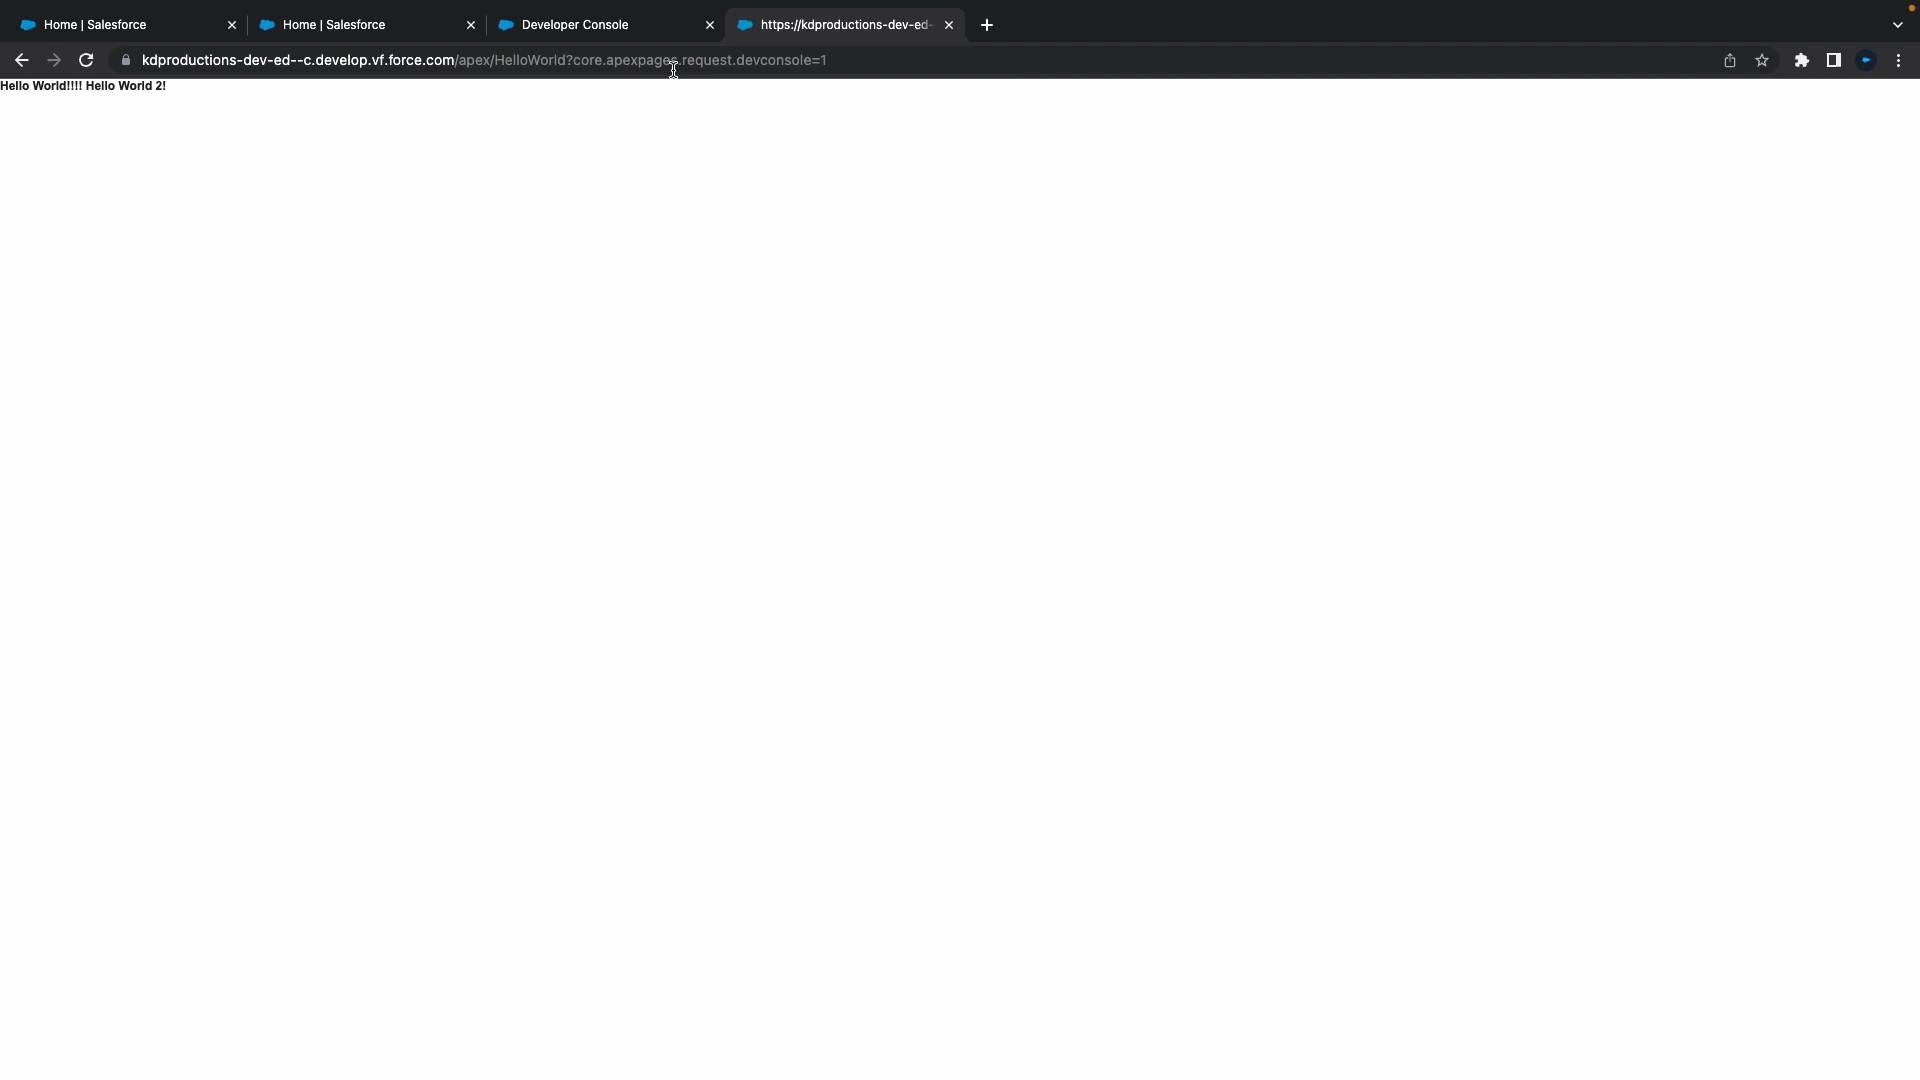 Home | Salesforce
Home | Salesforce
Developer Console
https://kdproductions-dev-ed-
kdproductions-dev-ed--c.develop.vf.force.com/apex/HelloWorld?core.apexpages.request.devconsole=1
Hello World!!!! Hello World 2!